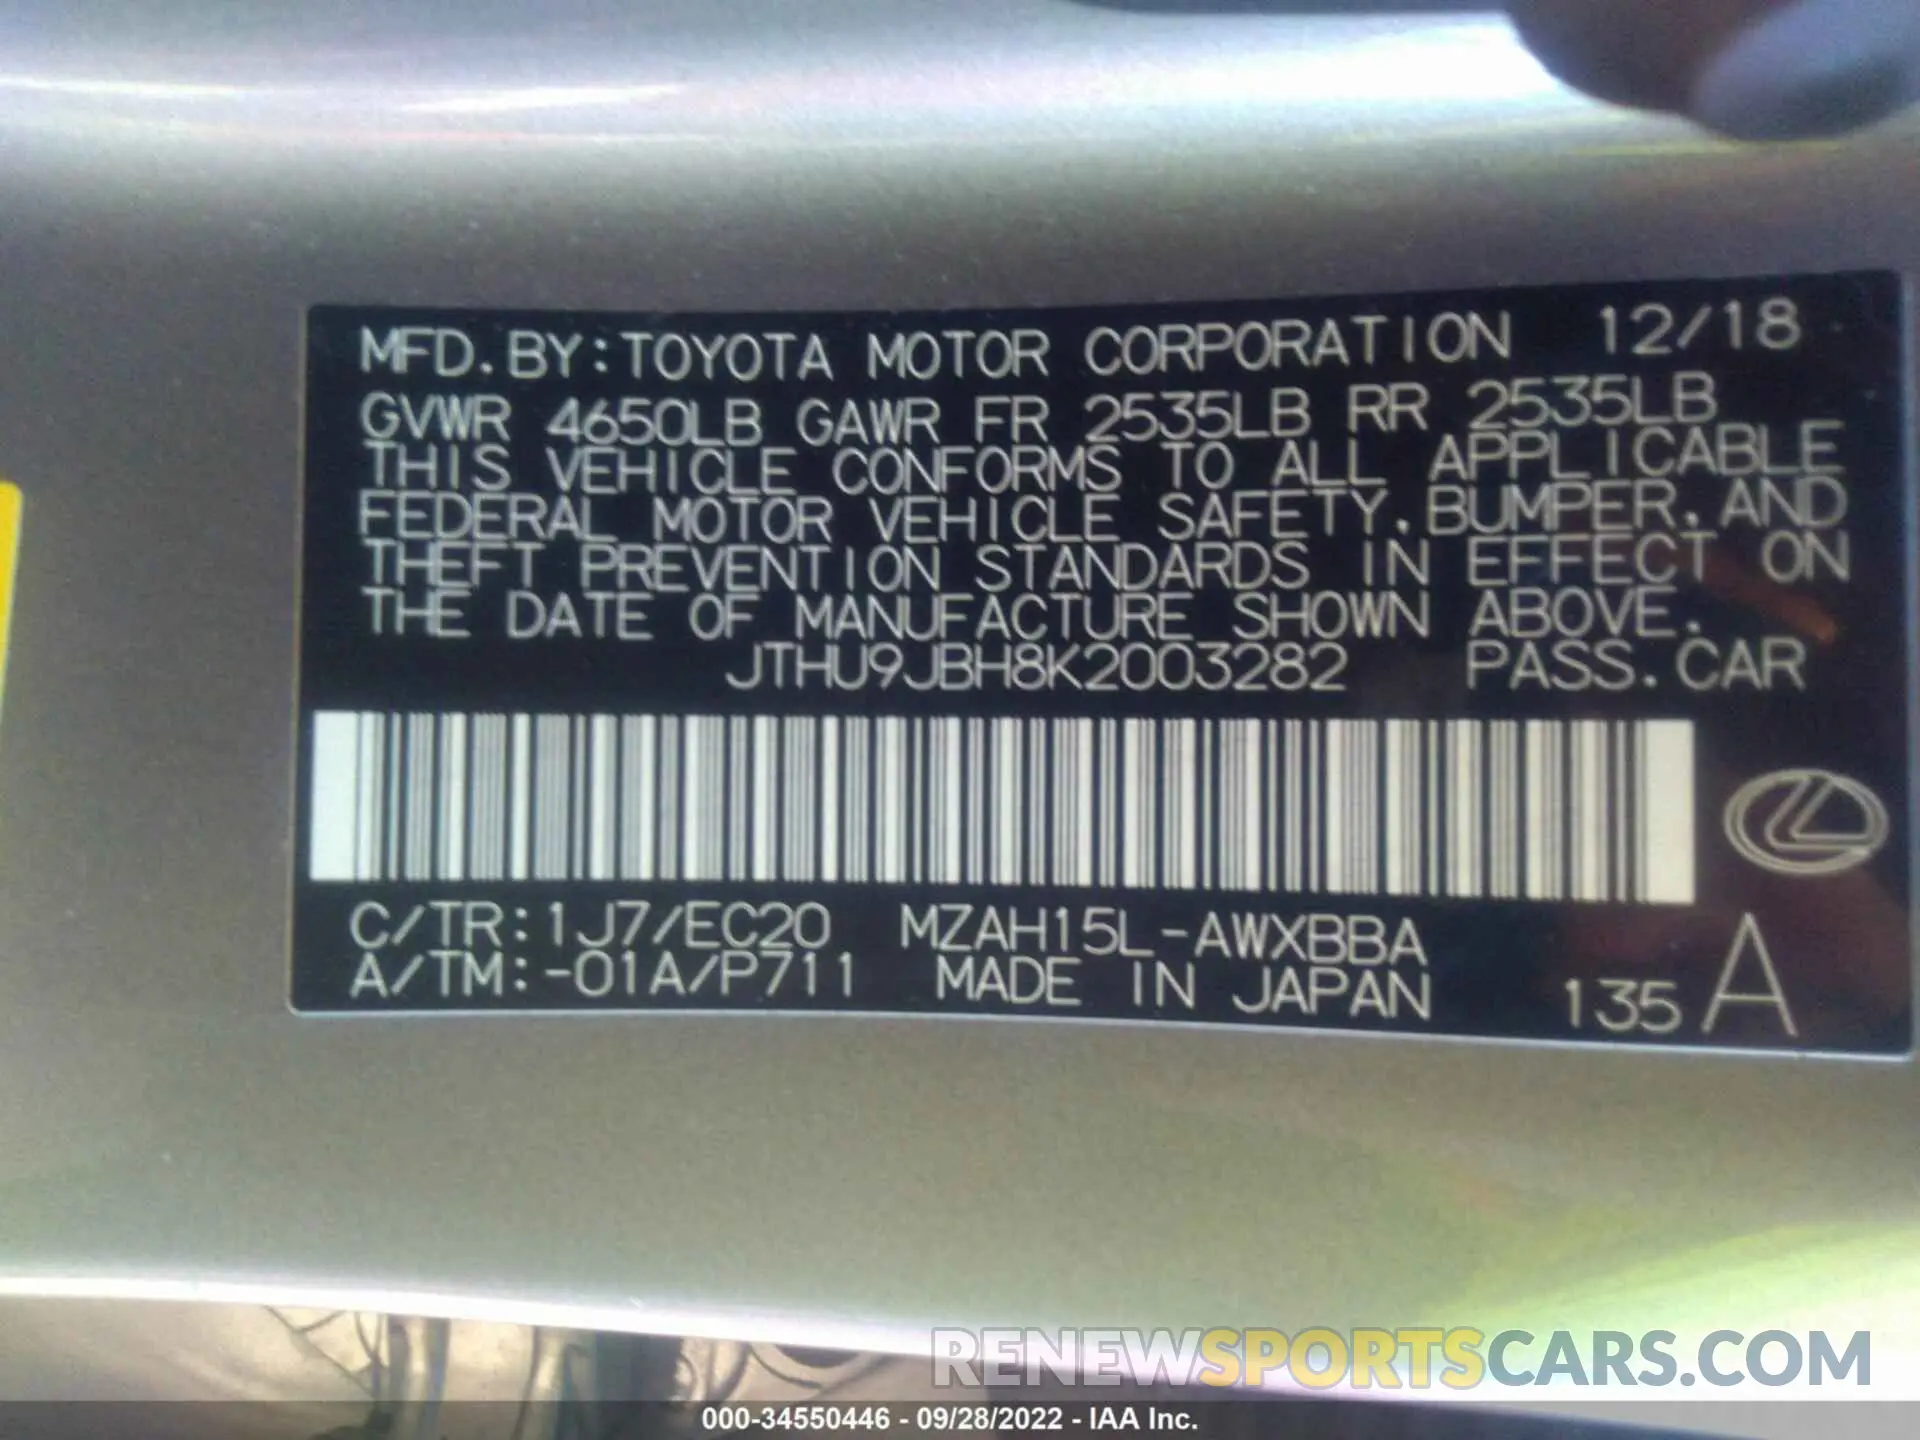 MFD. BY: TOYOTA MOTOR CORPORATION 12/18
GVWR 4650LB GAWR FR 2535LB RR 2535LB
THIS VEHICLE CONFORMS TO ALL APPLICABLE
FEDERAL MOTOR VEHICLE SAFETY, BUMPER, AND
THEFT PREVENTION STANDARDS IN EFFECT ON
THE DATE OF MANUFACTURE SHOWN ABOVE.
JTHU9JBH8K2003282 PASS. CAR
C/TR: 1J7/EC20 MZAH15L-AWXBBA
A/TM: -01A/P711 MADE IN JAPAN 135 A
RENEWSPORTSCARS.COM
000-34550446 - 09/28/2022 - IAA Inc.